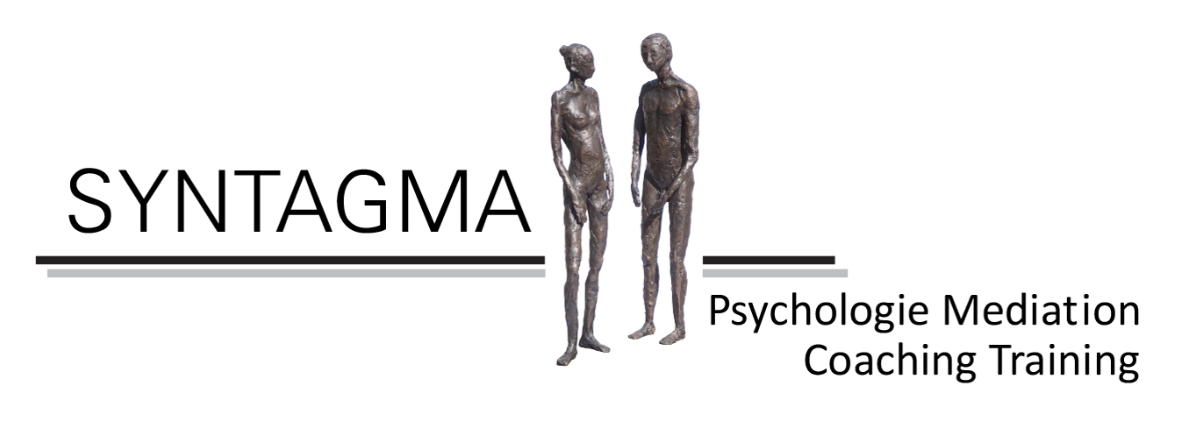 SYNTAGMA
Psychologie Mediation
Coaching Training